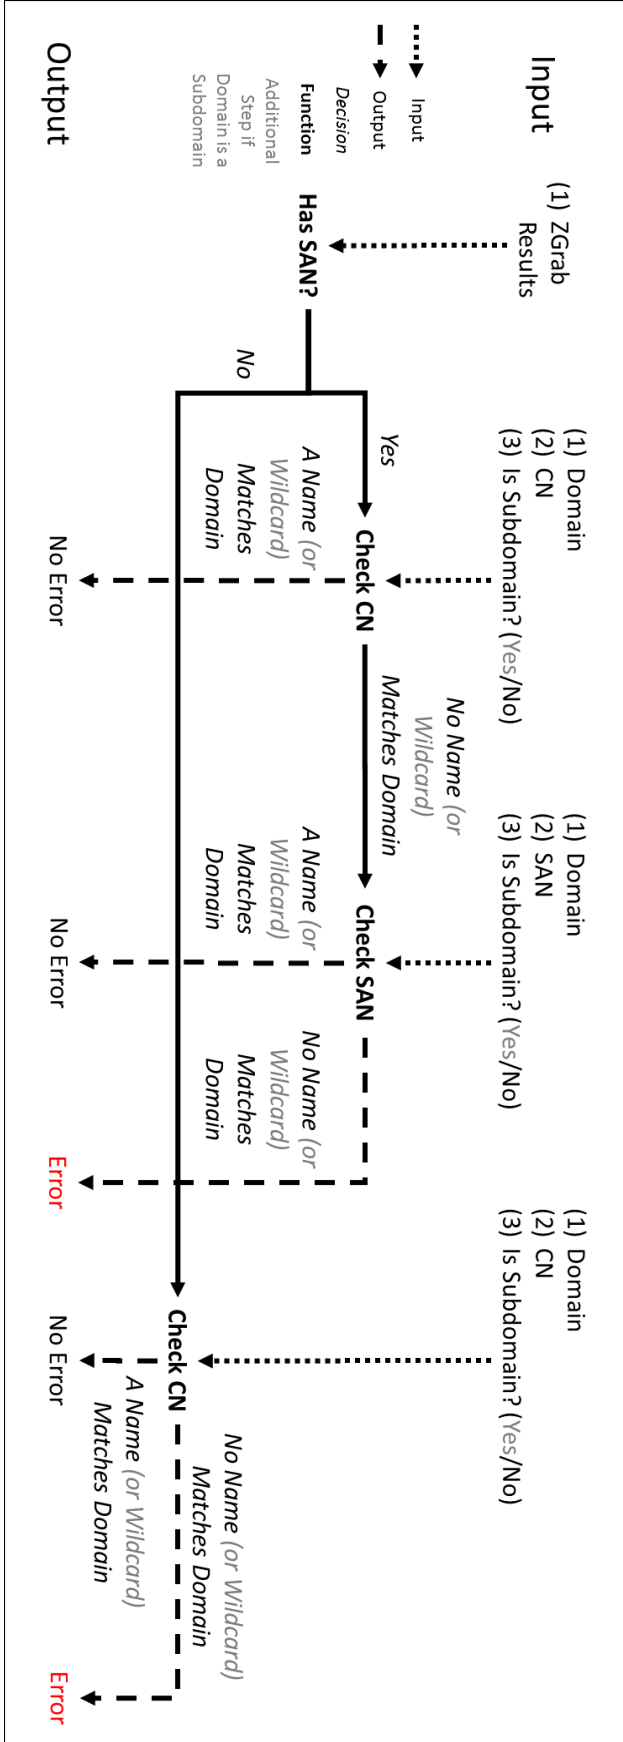 Input
Input
Output
Decision
Function
Additional
Step if
Domain is a
Subdomain
Output
(1) ZGrab
Results
Has SAN?
Yes
No
(1) Domain
(2) CN
(3) Is Subdomain? (Yes/No)
Check CN
A Name (or
Wildcard)
Matches
Domain
No Error
No Name (or
Wildcard)
Matches Domain
(1) Domain
(2) SAN
(3) Is Subdomain? (Yes/No)
Check SAN
A Name (or
Wildcard)
Matches
Domain
No Error
No Name (or
Wildcard)
Matches
Domain
Error
(1) Domain
(2) CN
(3) Is Subdomain? (Yes/No)
Check CN
No Error
A Name (or Wildcard)
Matches Domain
No Name (or Wildcard)
Matches Domain
Error